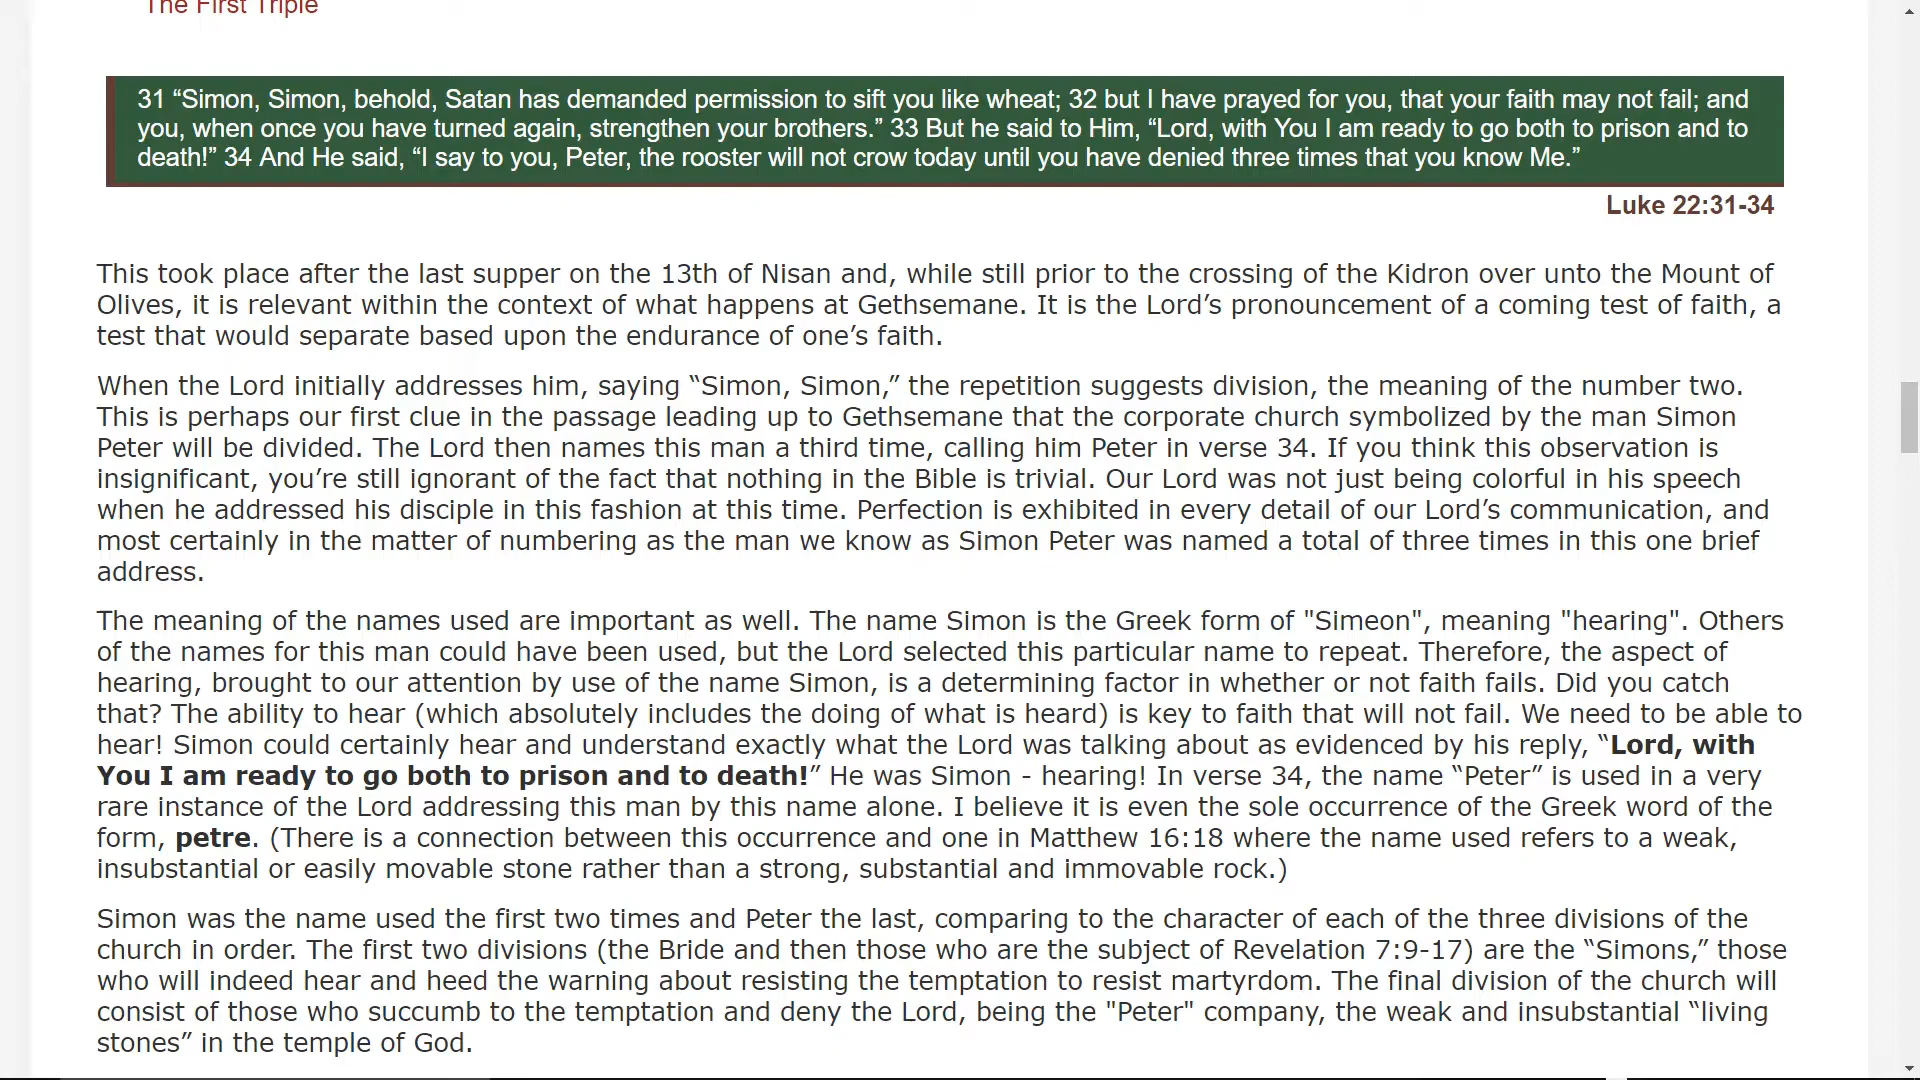 The First Triple
31 “Simon, Simon, behold, Satan has demanded permission to sift you like wheat; 32 but I have prayed for you, that your faith may not fail; and
you, when once you have turned again, strengthen your brothers.” 33 But he said to Him, “Lord, with You I am ready to go both to prison and to
death!” 34 And He said, “I say to you, Peter, the rooster will not crow today until you have denied three times that you know Me.”
Luke 22:31-34
This took place after the last supper on the 13th of Nisan and, while still prior to the crossing of the Kidron over unto the Mount of
Olives, it is relevant within the context of what happens at Gethsemane. It is the Lord’s pronouncement of a coming test of faith, a
test that would separate based upon the endurance of one’s faith.
When the Lord initially addresses him, saying “Simon, Simon,” the repetition suggests division, the meaning of the number two.
This is perhaps our first clue in the passage leading up to Gethsemane that the corporate church symbolized by the man Simon
Peter will be divided. The Lord then names this man a third time, calling him Peter in verse 34. If you think this observation is
insignificant, you’re still ignorant of the fact that nothing in the Bible is trivial. Our Lord was not just being colorful in his speech
when he addressed his disciple in this fashion at this time. Perfection is exhibited in every detail of our Lord’s communication, and
most certainly in the matter of numbering as the man we know as Simon Peter was named a total of three times in this one brief
address.
The meaning of the names used are important as well. The name Simon is the Greek form of "Simeon", meaning "hearing". Others
of the names for this man could have been used, but the Lord selected this particular name to repeat. Therefore, the aspect of
hearing, brought to our attention by use of the name Simon, is a determining factor in whether or not faith fails. Did you catch
that? The ability to hear (which absolutely includes the doing of what is heard) is key to faith that will not fail. We need to be able to
hear! Simon could certainly hear and understand exactly what the Lord was talking about as evidenced by his reply, “Lord, with
You I am ready to go both to prison and to death!” He was Simon - hearing! In verse 34, the name “Peter” is used in a very
rare instance of the Lord addressing this man by this name alone. I believe it is even the sole occurrence of the Greek word of the
form, petre. (There is a connection between this occurrence and one in Matthew 16:18 where the name used refers to a weak,
insubstantial or easily movable stone rather than a strong, substantial and immovable rock.)
Simon was the name used the first two times and Peter the last, comparing to the character of each of the three divisions of the
church in order. The first two divisions (the Bride and then those who are the subject of Revelation 7:9-17) are the “Simons,” those
who will indeed hear and heed the warning about resisting the temptation to resist martyrdom. The final division of the church will
consist of those who succumb to the temptation and deny the Lord, being the "Peter" company, the weak and insubstantial “living
stones” in the temple of God.